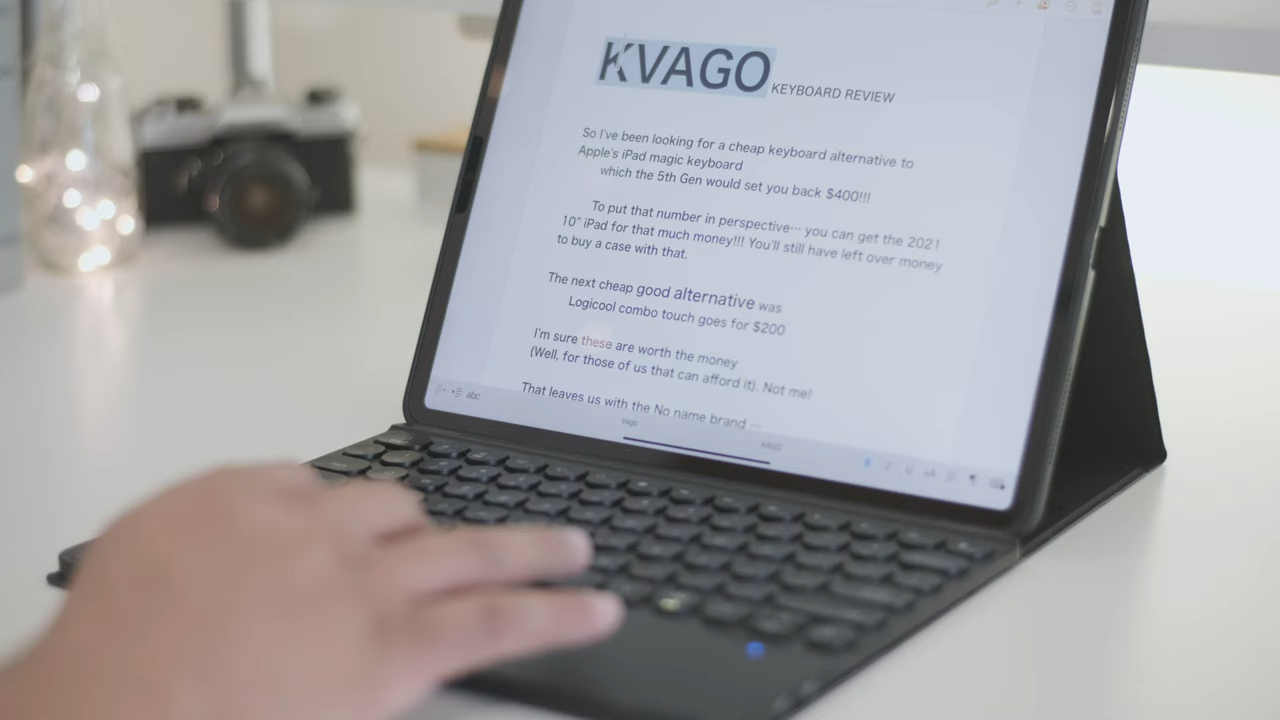 KVAGO KEYBOARD REVIEW
So I've been looking for a cheap keyboard alternative to
Apple's iPad magic keyboard
which the 5th Gen would set you back $400!!!
To put that number in perspective… you can get the 2021
10" iPad for that much money!!! You'll still have left over money
to buy a case with that.
The next cheap good alternative was
Logicool combo touch goes for $200
I'm sure these are worth the money
(Well, for those of us that can afford it). Not me!
That leaves us with the No name brand …
abc
Vago
KAGO